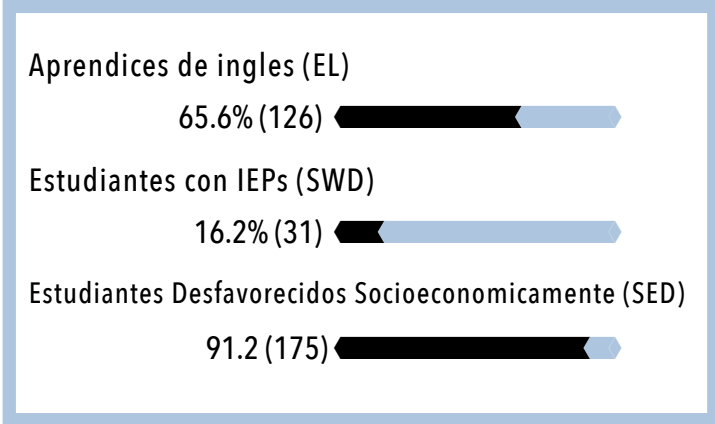 Aprendices de ingles (EL)
65.6% (126)
Estudiantes con IEPs (SWD)
16.2% (31)
Estudiantes Desfavorecidos Socioeconomicamente (SED)
91.2 (175)